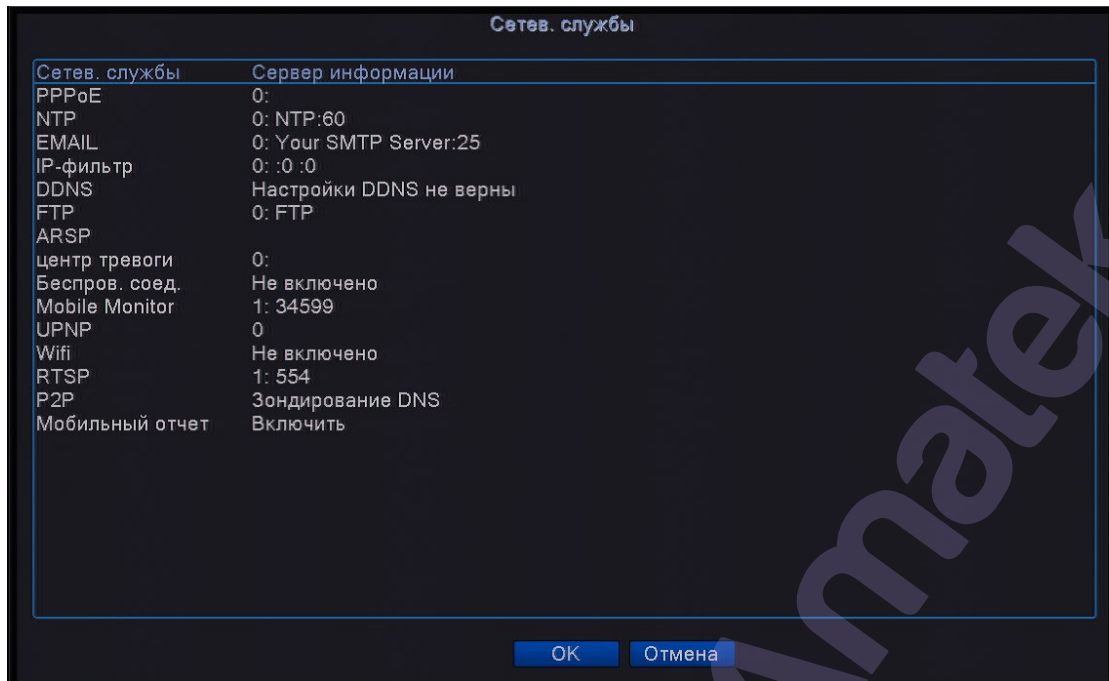 Сетев. службы
Сетев. службы Сервер информации
PPPoE 0:
NTP 0: NTP:60
EMAIL 0: Your SMTP Server:25
IP-фильтр 0: :0 :0
DDNS Настройки DDNS не верны
FTP 0: FTP
ARSP
центр тревоги 0:
Беспров. соед. Не включено
Mobile Monitor 1: 34599
UPNP 0
Wifi Не включено
RTSP 1: 554
P2P Зондирование DNS
Мобильный отчет Включить
OK Отмена
Amatek